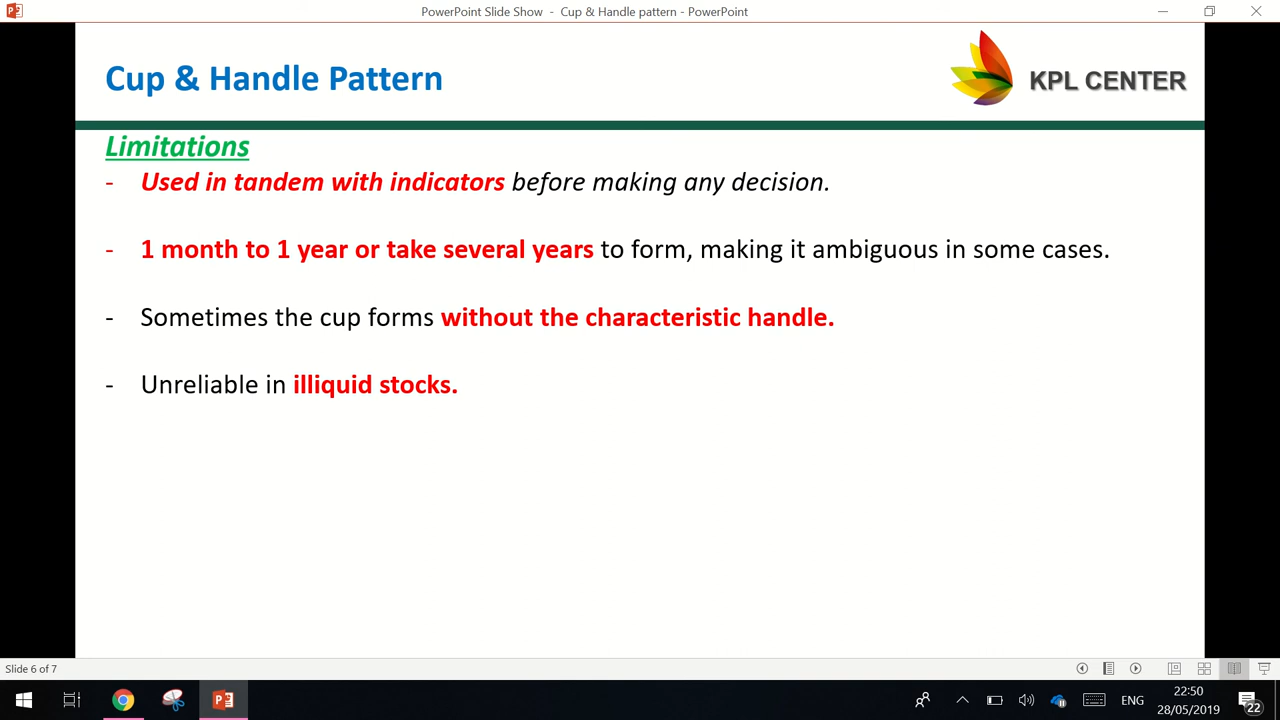 PowerPoint Slide Show - Cup & Handle pattern - PowerPoint
Cup & Handle Pattern
KPL CENTER
Limitations
- Used in tandem with indicators before making any decision.
- 1 month to 1 year or take several years to form, making it ambiguous in some cases.
- Sometimes the cup forms without the characteristic handle.
- Unreliable in illiquid stocks.
Slide 6 of 7
ENG
22:50
28/05/2019
22